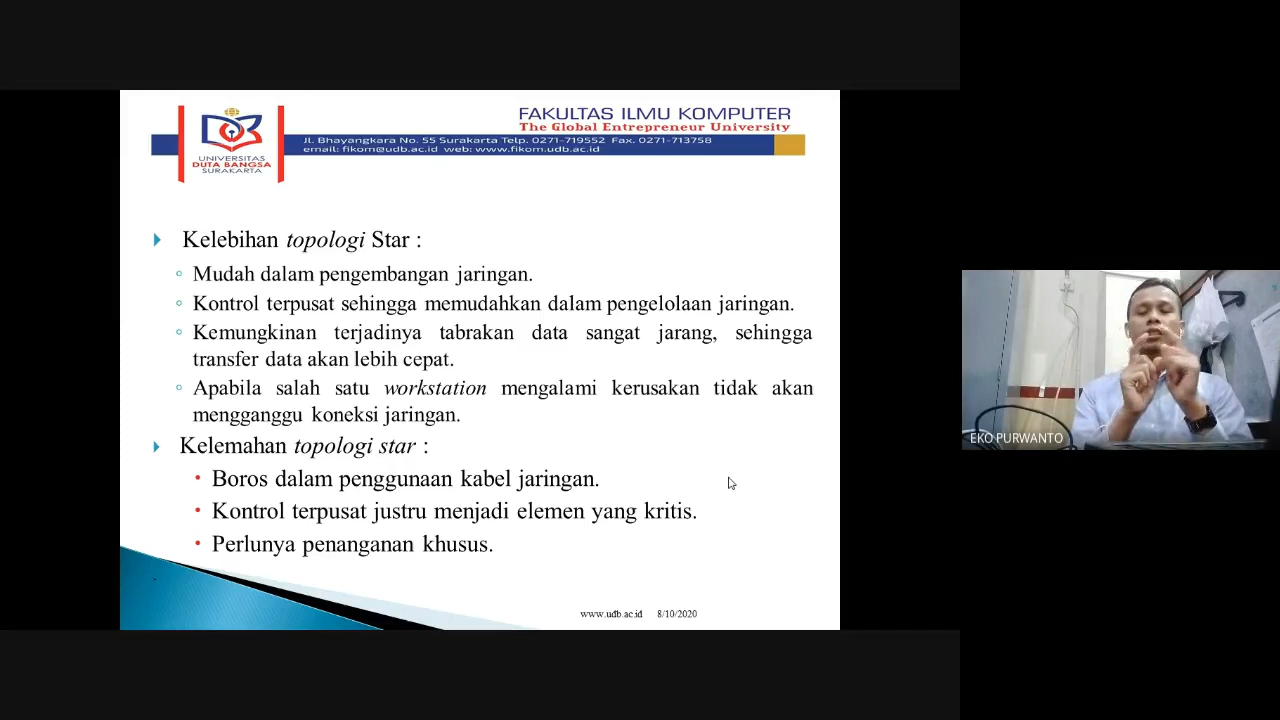 FAKULTAS ILMU KOMPUTER
The Global Entrepreneur University
Jl. Bhayangkara No. 55 Surakarta Telp. 0271-719552 Fax. 0271-713758
email: fikom@udb.ac.id web: www.fikom.udb.ac.id
UNIVERSITAS
DUTA BANGSA
SURAKARTA
Kelebihan topologi Star :
Mudah dalam pengembangan jaringan.
Kontrol terpusat sehingga memudahkan dalam pengelolaan jaringan.
Kemungkinan terjadinya tabrakan data sangat jarang, sehingga
transfer data akan lebih cepat.
Apabila salah satu workstation mengalami kerusakan tidak akan
mengganggu koneksi jaringan.
Kelemahan topologi star :
Boros dalam penggunaan kabel jaringan.
Kontrol terpusat justru menjadi elemen yang kritis.
Perlunya penanganan khusus.
www.udb.ac.id 8/10/2020
EKO PURWANTO